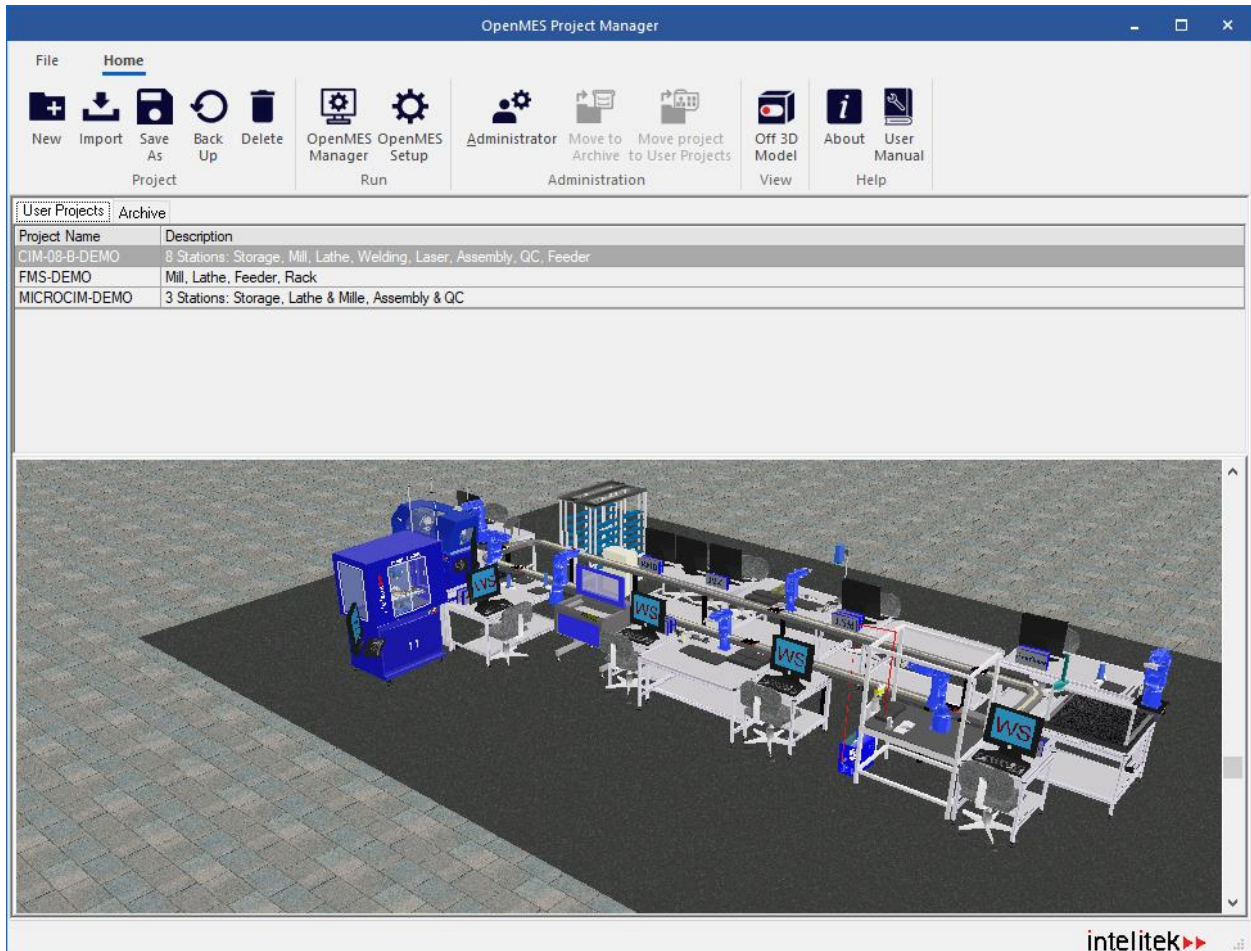 OpenMES Project Manager
File Home
New Import Save As Back Up Delete OpenMES Manager OpenMES Setup Administrator Move to Archive Move project to User Projects Off 3D Model About User Manual
Project Run Administration View Help
User Projects Archive
Project Name Description
CIM-08-B-DEMO 8 Stations: Storage, Mill, Lathe, Welding, Laser, Assembly, QC, Feeder
FMS-DEMO Mill, Lathe, Feeder, Rack
MICROCIM-DEMO 3 Stations: Storage, Lathe & Mille, Assembly & QC
WS
WS
WS
WS
intelitek